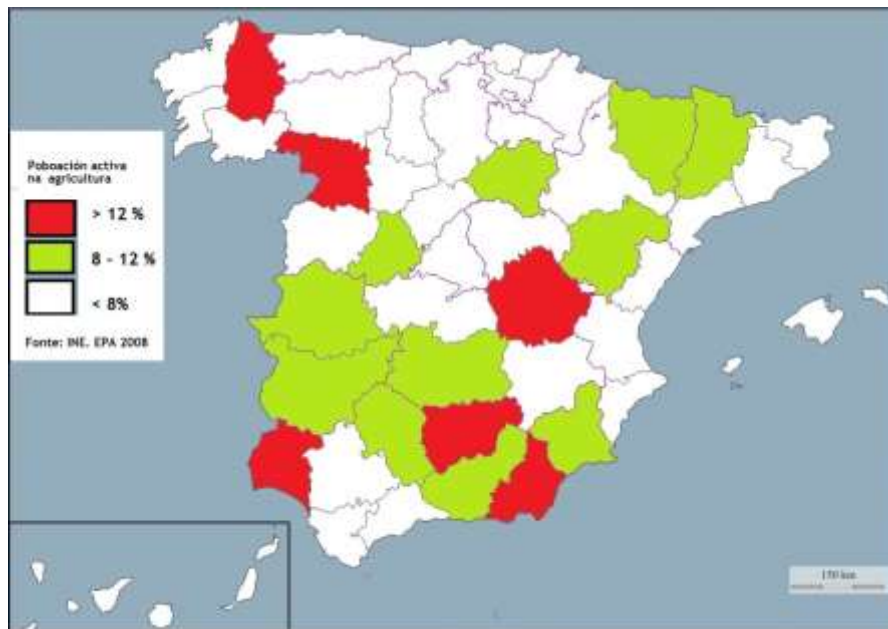 Poboación activa
na agricultura
> 12 %
8 - 12 %
< 8%
Fonte: INE. EPA 2008